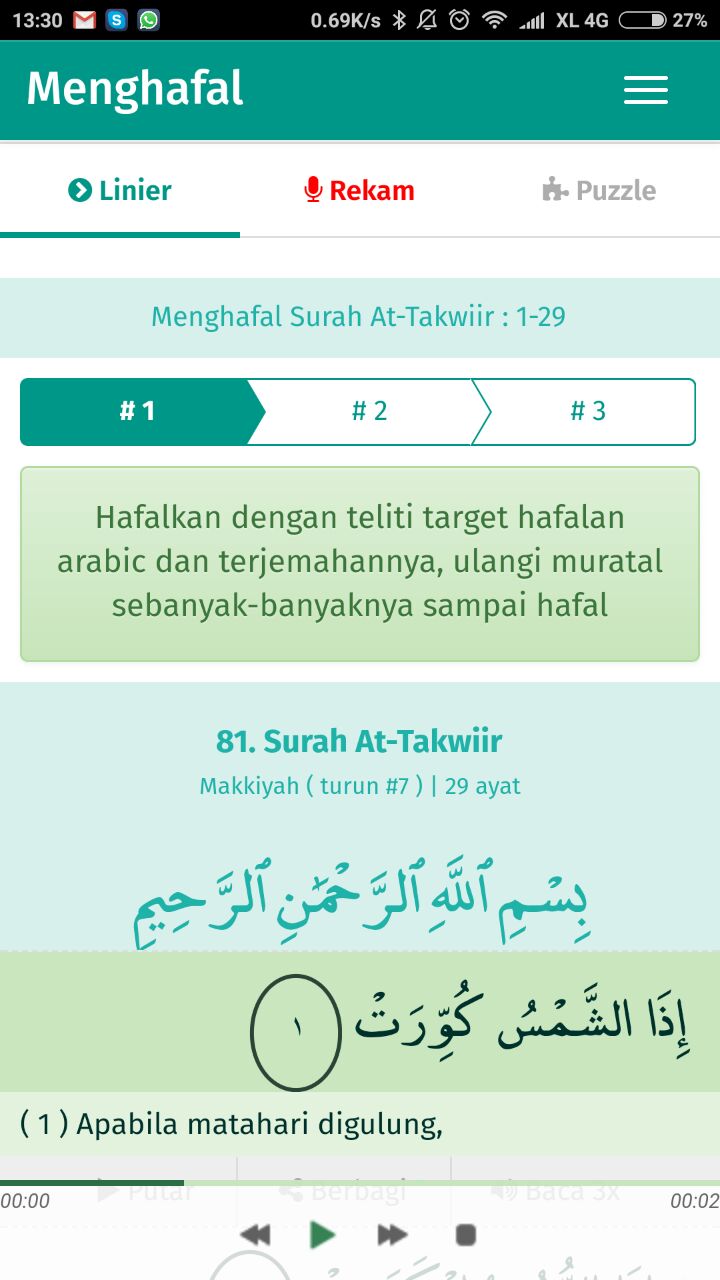 13:30 0.69K/s XL 4G 27%
Menghafal
Linier Rekam Puzzle
Menghafal Surah At-Takwiir : 1-29
# 1 # 2 # 3
Hafalkan dengan teliti target hafalan
arabic dan terjemahannya, ulangi muratal
sebanyak-banyaknya sampai hafal
81. Surah At-Takwiir
Makkiyah ( turun #7 ) | 29 ayat
بِسْمِ ٱللَّهِ ٱلرَّحْمَٰنِ ٱلرَّحِيمِ
إِذَا الشَّمْسُ كُوِّرَتْ ١
( 1 ) Apabila matahari digulung,
Putar Berbagi Baca 3x
00:00 00:02